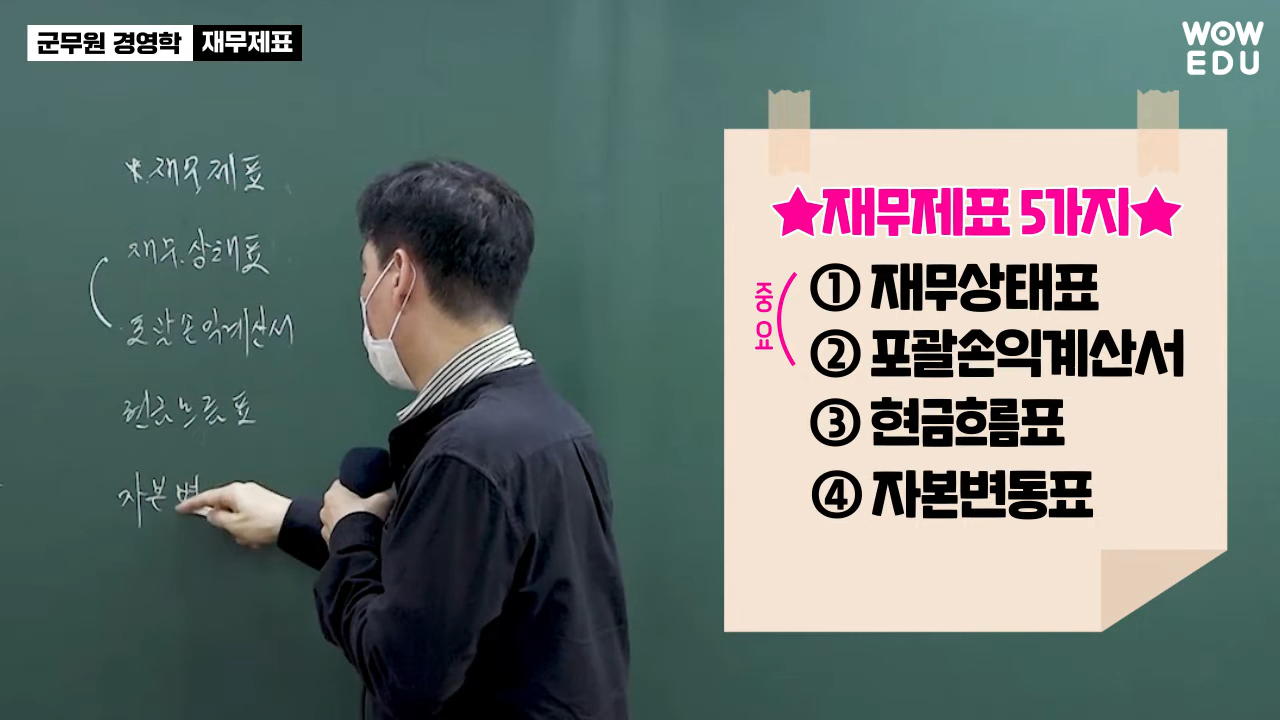 군무원 경영학 재무제표
WOW
EDU
*.재무제표
재무.상태표
포괄손익계산서
현금흐름표
자본변
★재무제표 5가지★
중요
① 재무상태표
② 포괄손익계산서
③ 현금흐름표
④ 자본변동표